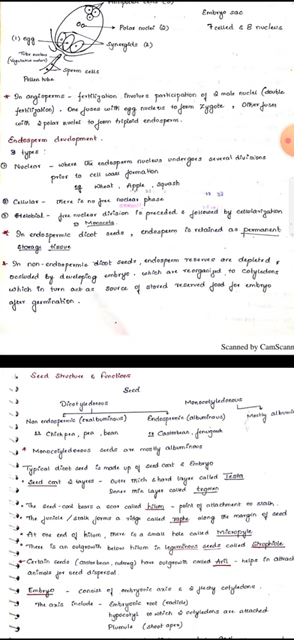 Antipodal cells (3)
Embryo sac
7 celled & 8 nucleus
Polar nuclei (2)
(1) egg
Synergids (2)
Tube nucleus
(Vegetative nucleus)
Sperm cells
Pollen tube
* In angiosperms - fertilization involves participation of 2 male nuclei (double
fertilization). One fuses with egg nucleus to form Zygote, Other fuses
with 2 polar nuclei to form triploid endosperm.
Endosperm development.
3 types:
① Nuclear - where the endosperm nucleus undergoes several divisions
prior to cell wall formation
eg Wheat, Apple, Squash
② Cellular - there is no free nuclear phase
③ Helobial - free nuclear division is preceded & followed by cellularization
* In endospermic dicot seeds, endosperm is retained as permanent
storage tissue.
* In non-endospermic dicot seeds, endosperm reserves are depleted &
occluded by developing embryo. which are reorganized to cotyledons
which in turn act as source of stored reserved food for embryo
after germination.
Scanned by CamScann
Seed Structure & Functions
Seed
Dicotyledonous
Monocotyledonous
Non endospermic (exalbuminous)
Endospermic (albuminous)
Mostly album
Chickpea, pea, bean
Castorbean, fenugreek
* Monocotyledonous seeds are mostly albuminous
Typical dicot seed is made up of seed coat & Embryo
* Seed coat 2 layers - outer thick & hard layer called Testa
Inner thin layer called tegmen
* The seed-coat bears a scar called hilum - point of attachment to stalk.
* The funicle / stalk forms a ridge called raphe along the margin of seed
* At one end of hilum, there is a small hole called Micropyle
* There is an outgrowth below hilum in leguminous seeds called Strophiole.
* Certain seeds (castorbean, nutmeg) have outgrowth called Aril - helps in attract
animals for seed dispersal.
Embryo - consists of embryonic axis & 2 fleshy cotyledons.
The axis include - Embryonic root (radicle)
hypocotyl to which 2 cotyledons are attached
Plumule (shoot apex)